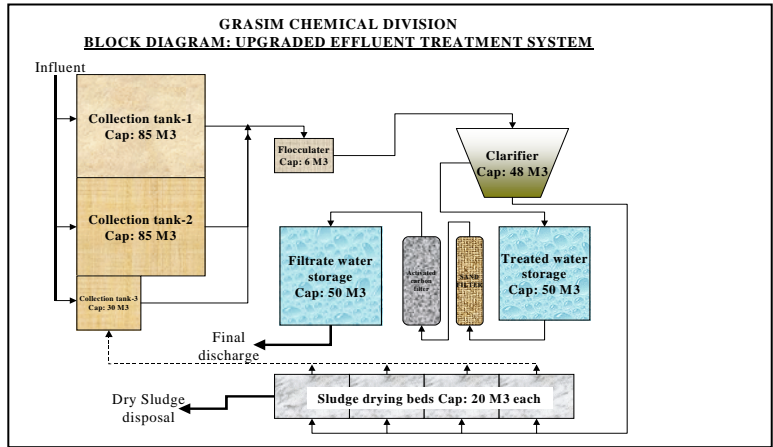 GRASIM CHEMICAL DIVISION
BLOCK DIAGRAM: UPGRADED EFFLUENT TREATMENT SYSTEM
Influent
Collection tank-1
Cap: 85 M3
Flocculater
Cap: 6 M3
Clarifier
Cap: 48 M3
Collection tank-2
Cap: 85 M3
Filtrate water
storage
Cap: 50 M3
Activated
carbon
filter
SAND
FILTER
Treated water
storage
Cap: 50 M3
Collection tank-3
Cap: 30 M3
Final
discharge
Dry Sludge
disposal
Sludge drying beds Cap: 20 M3 each